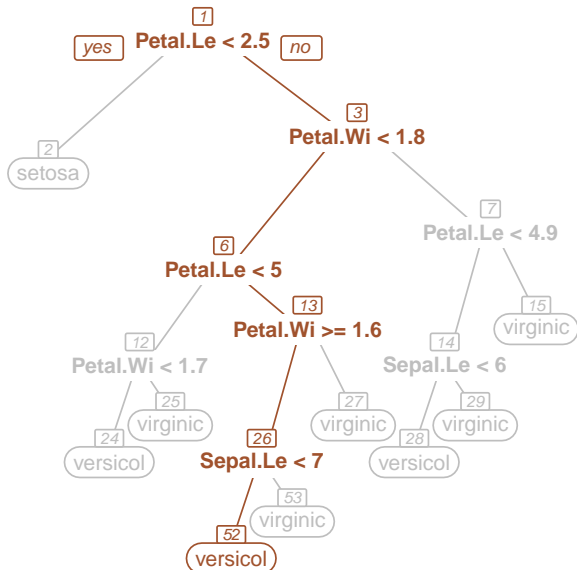 1
yes Petal.Le < 2.5 no
3
Petal.Wi < 1.8
2
setosa
7
Petal.Le < 4.9
6
Petal.Le < 5
13
Petal.Wi >= 1.6
15
virginic
12
Petal.Wi < 1.7
14
Sepal.Le < 6
25
virginic
27
virginic
29
virginic
24
versicol
28
versicol
26
Sepal.Le < 7
53
virginic
52
versicol